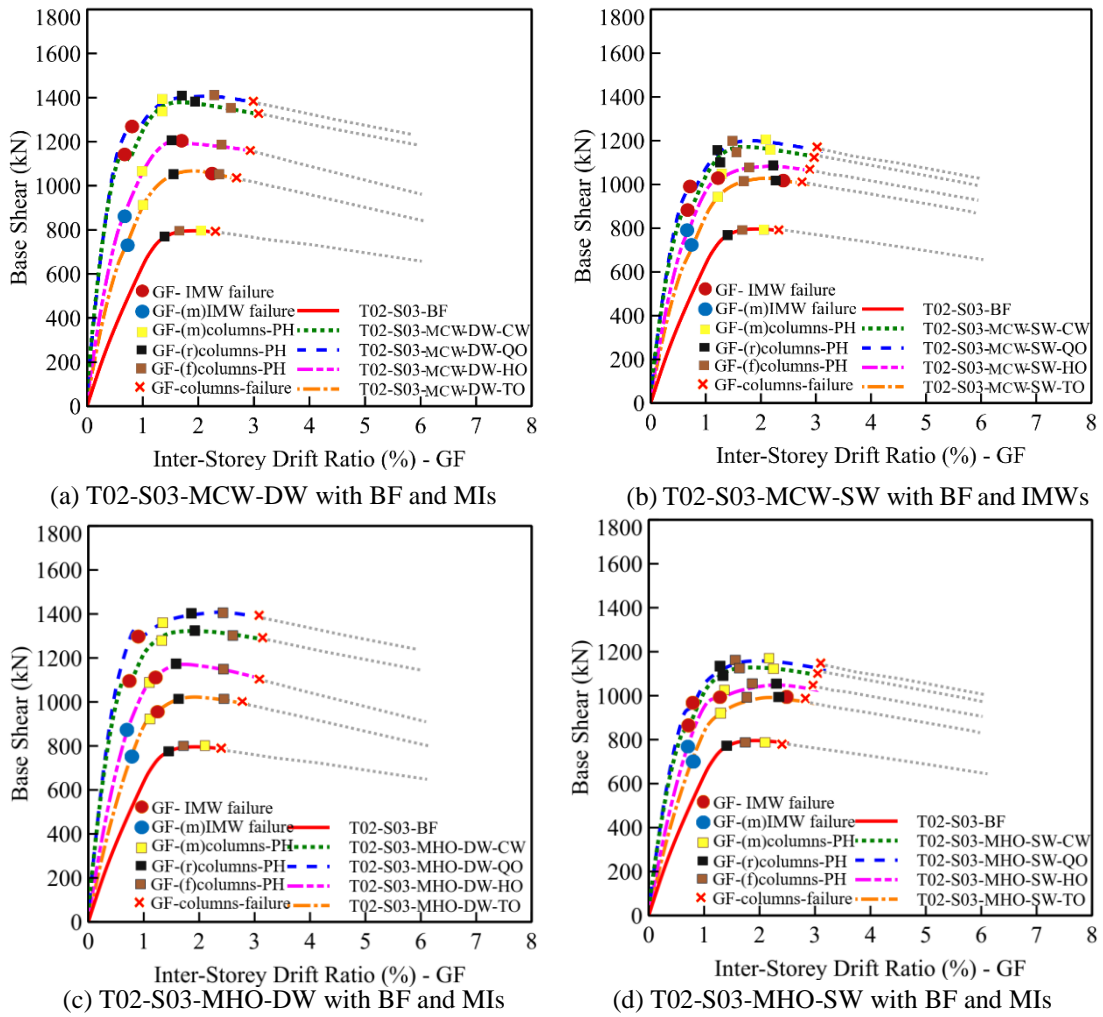 1800
1600
1400
1200
1000
800
600
400
200
0
Base Shear (kN)
GF- IMW failure
GF-(m)IMW failure
GF-(m)columns-PH
GF-(r)columns-PH
GF-(f)columns-PH
GF-columns-failure
T02-S03-BF
T02-S03-MCW-DW-CW
T02-S03-MCW-DW-QO
T02-S03-MCW-DW-HO
T02-S03-MCW-DW-TO
0 1 2 3 4 5 6 7 8
Inter-Storey Drift Ratio (%) - GF
(a) T02-S03-MCW-DW with BF and MIs
1800
1600
1400
1200
1000
800
600
400
200
0
Base Shear (kN)
GF- IMW failure
GF-(m)IMW failure
GF-(m)columns-PH
GF-(r)columns-PH
GF-(f)columns-PH
GF-columns-failure
T02-S03-BF
T02-S03-MCW-SW-CW
T02-S03-MCW-SW-QO
T02-S03-MCW-SW-HO
T02-S03-MCW-SW-TO
0 1 2 3 4 5 6 7 8
Inter-Storey Drift Ratio (%) - GF
(b) T02-S03-MCW-SW with BF and IMWs
1800
1600
1400
1200
1000
800
600
400
200
0
Base Shear (kN)
GF- IMW failure
GF-(m)IMW failure
GF-(m)columns-PH
GF-(r)columns-PH
GF-(f)columns-PH
GF-columns-failure
T02-S03-BF
T02-S03-MHO-DW-CW
T02-S03-MHO-DW-QO
T02-S03-MHO-DW-HO
T02-S03-MHO-DW-TO
0 1 2 3 4 5 6 7 8
Inter-Storey Drift Ratio (%) - GF
(c) T02-S03-MHO-DW with BF and MIs
1800
1600
1400
1200
1000
800
600
400
200
0
Base Shear (kN)
GF- IMW failure
GF-(m)IMW failure
GF-(m)columns-PH
GF-(r)columns-PH
GF-(f)columns-PH
GF-columns-failure
T02-S03-BF
T02-S03-MHO-SW-CW
T02-S03-MHO-SW-QO
T02-S03-MHO-SW-HO
T02-S03-MHO-SW-TO
0 1 2 3 4 5 6 7 8
Inter-Storey Drift Ratio (%) - GF
(d) T02-S03-MHO-SW with BF and MIs